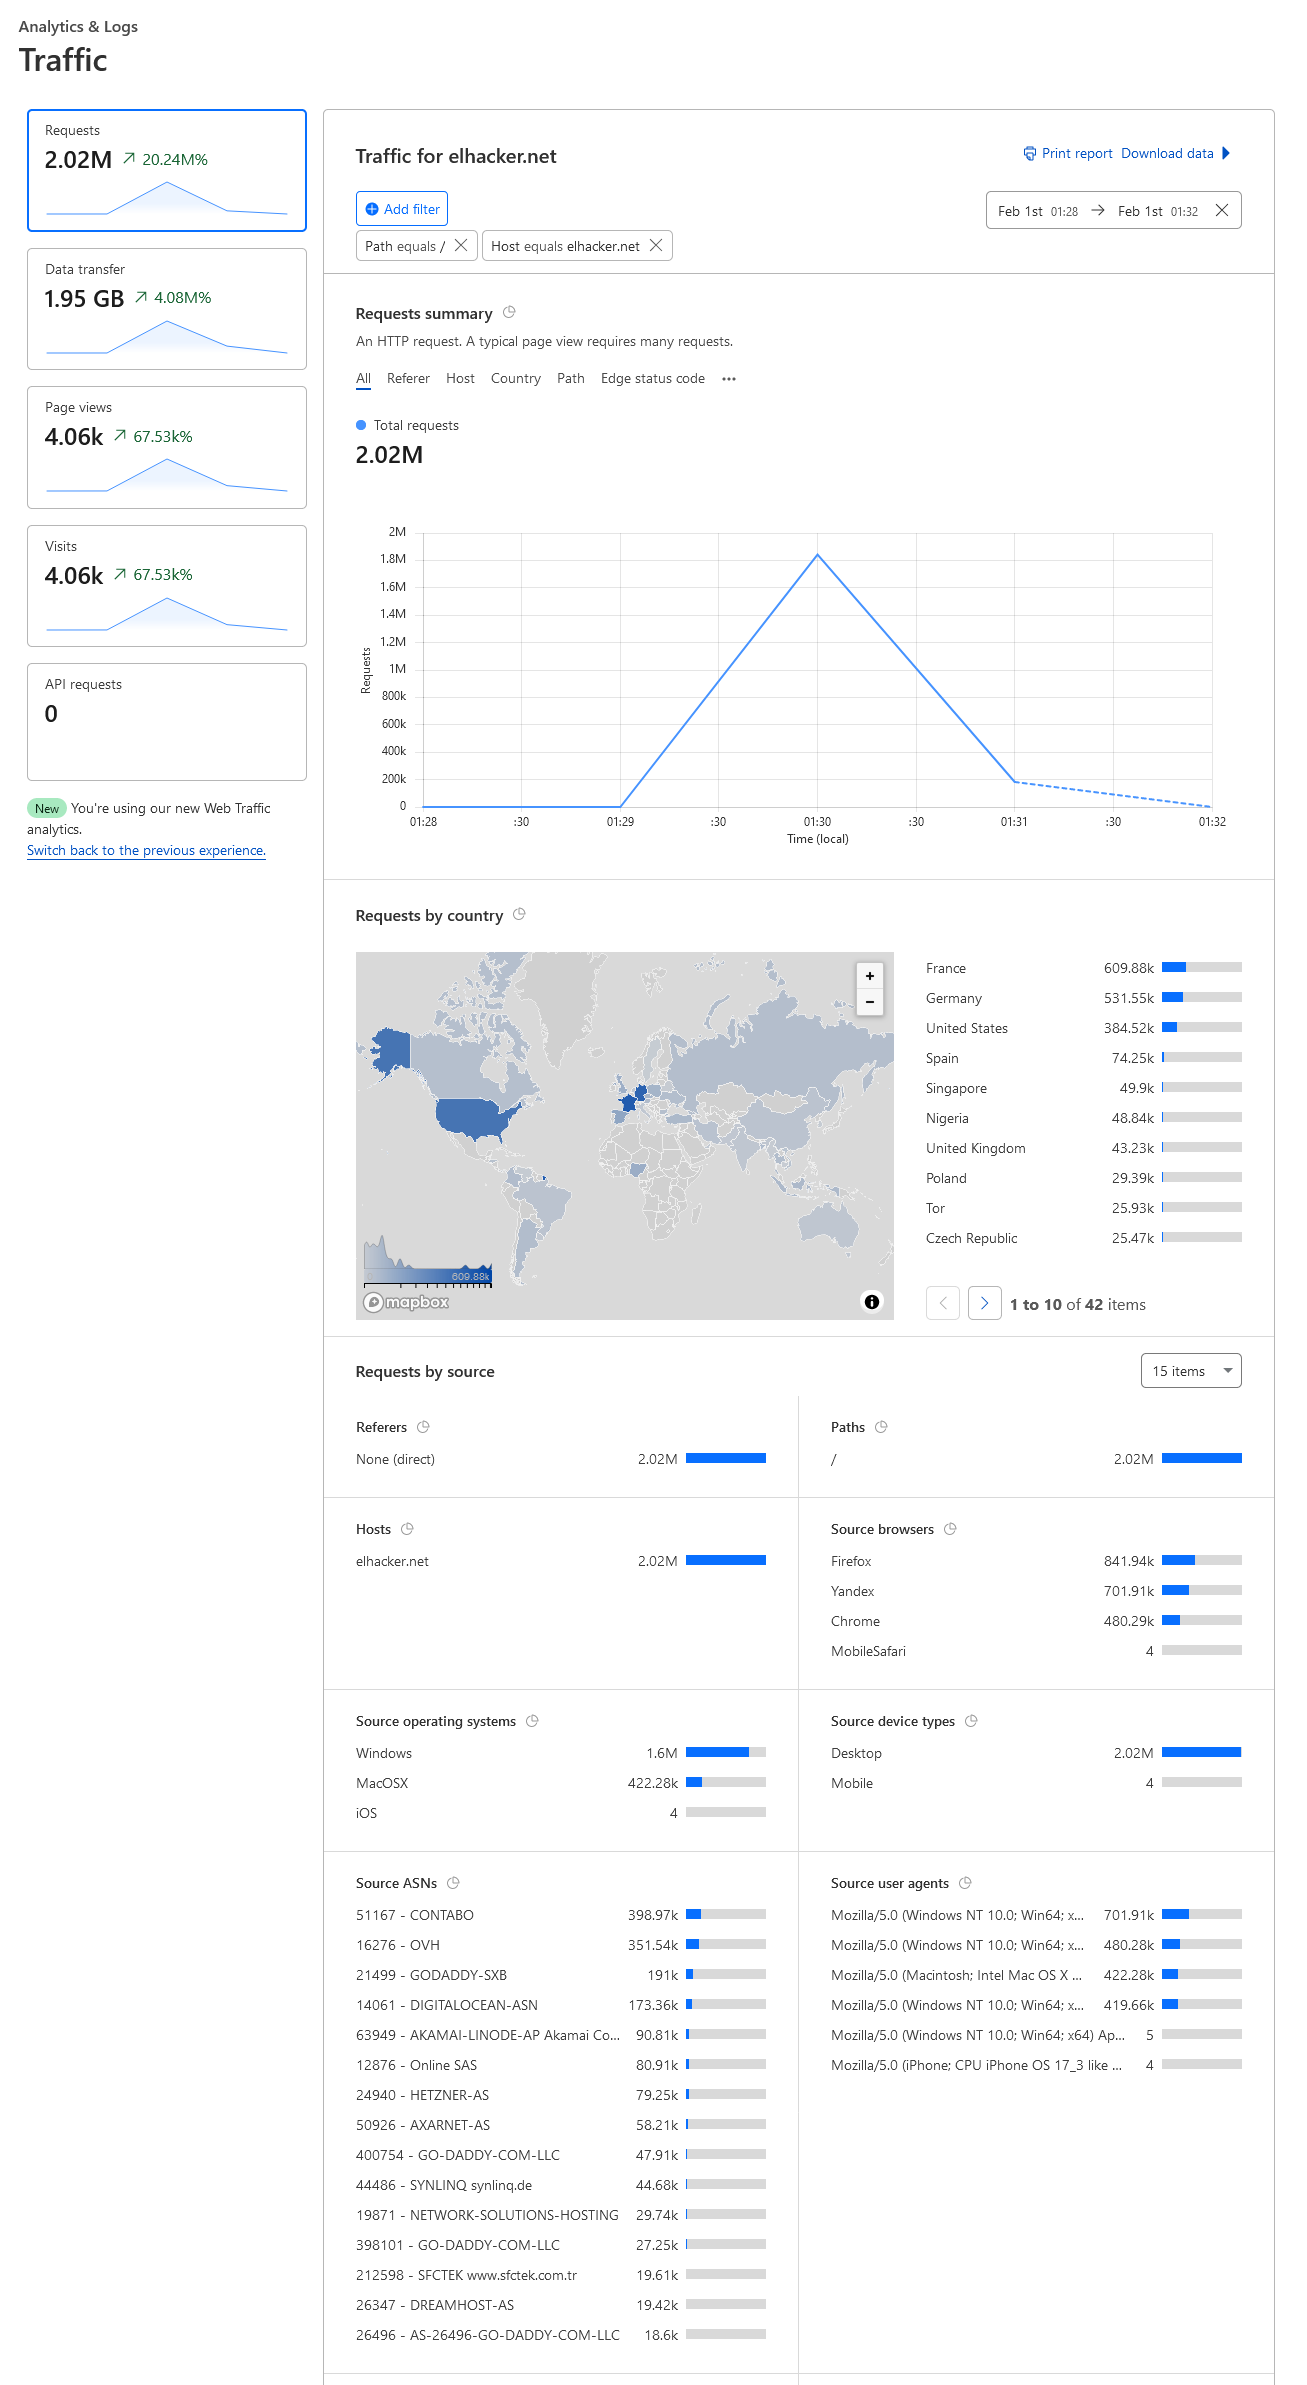 Analytics & Logs
Traffic
Requests
2.02M 20.24M%
Data transfer
1.95 GB 4.08M%
Page views
4.06k 67.53k%
Visits
4.06k 67.53k%
API requests
0
New You're using our new Web Traffic
analytics.
Switch back to the previous experience.
Traffic for elhacker.net
Print report Download data
Add filter
Feb 1st 01:28 → Feb 1st 01:32
Path equals /
Host equals elhacker.net
Requests summary
An HTTP request. A typical page view requires many requests.
All Referer Host Country Path Edge status code •••
Total requests
2.02M
2M
1.8M
1.6M
1.4M
1.2M
1M
800k
600k
400k
200k
0
Requests
01:28 :30 01:29 :30 01:30 :30 01:31 :30 01:32
Time (local)
Requests by country
+
−
609.88k
mapbox
France 609.88k
Germany 531.55k
United States 384.52k
Spain 74.25k
Singapore 49.9k
Nigeria 48.84k
United Kingdom 43.23k
Poland 29.39k
Tor 25.93k
Czech Republic 25.47k
1 to 10 of 42 items
Requests by source
15 items
Referers
None (direct) 2.02M
Paths
/ 2.02M
Hosts
elhacker.net 2.02M
Source browsers
Firefox 841.94k
Yandex 701.91k
Chrome 480.29k
MobileSafari 4
Source operating systems
Windows 1.6M
MacOSX 422.28k
iOS 4
Source device types
Desktop 2.02M
Mobile 4
Source ASNs
51167 - CONTABO 398.97k
16276 - OVH 351.54k
21499 - GODADDY-SXB 191k
14061 - DIGITALOCEAN-ASN 173.36k
63949 - AKAMAI-LINODE-AP Akamai Co... 90.81k
12876 - Online SAS 80.91k
24940 - HETZNER-AS 79.25k
50926 - AXARNET-AS 58.21k
400754 - GO-DADDY-COM-LLC 47.91k
44486 - SYNLINQ synlinq.de 44.68k
19871 - NETWORK-SOLUTIONS-HOSTING 29.74k
398101 - GO-DADDY-COM-LLC 27.25k
212598 - SFCTEK www.sfctek.com.tr 19.61k
26347 - DREAMHOST-AS 19.42k
26496 - AS-26496-GO-DADDY-COM-LLC 18.6k
Source user agents
Mozilla/5.0 (Windows NT 10.0; Win64; x... 701.91k
Mozilla/5.0 (Windows NT 10.0; Win64; x... 480.28k
Mozilla/5.0 (Macintosh; Intel Mac OS X ... 422.28k
Mozilla/5.0 (Windows NT 10.0; Win64; x... 419.66k
Mozilla/5.0 (Windows NT 10.0; Win64; x64) Ap... 5
Mozilla/5.0 (iPhone; CPU iPhone OS 17_3 like ... 4